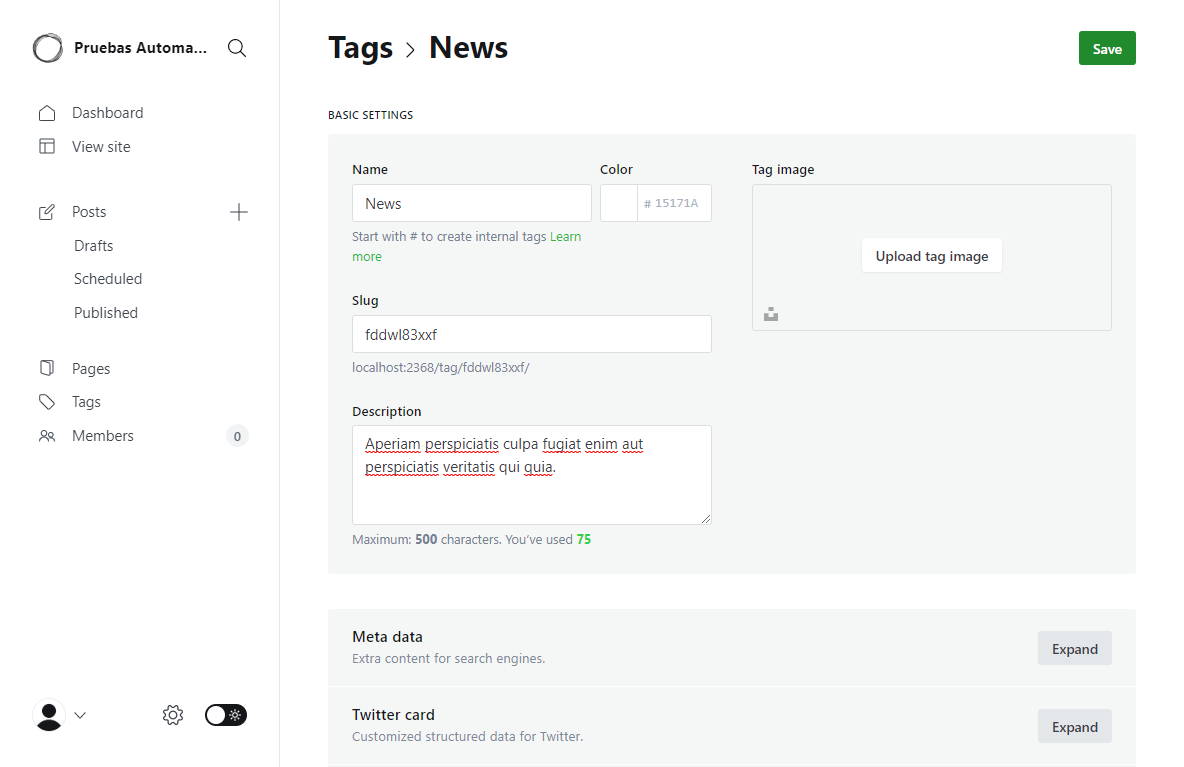 Pruebas Automa...
Dashboard
View site
Posts
Drafts
Scheduled
Published
Pages
Tags
Members
0
Tags > News
Save
BASIC SETTINGS
Name
Color
News
# 15171A
Start with # to create internal tags Learn
more
Slug
fddwl83xxf
localhost:2368/tag/fddwl83xxf/
Description
Aperiam perspiciatis culpa fugiat enim aut
perspiciatis veritatis qui quia.
Maximum: 500 characters. You’ve used 75
Tag image
Upload tag image
Meta data
Extra content for search engines.
Expand
Twitter card
Customized structured data for Twitter.
Expand